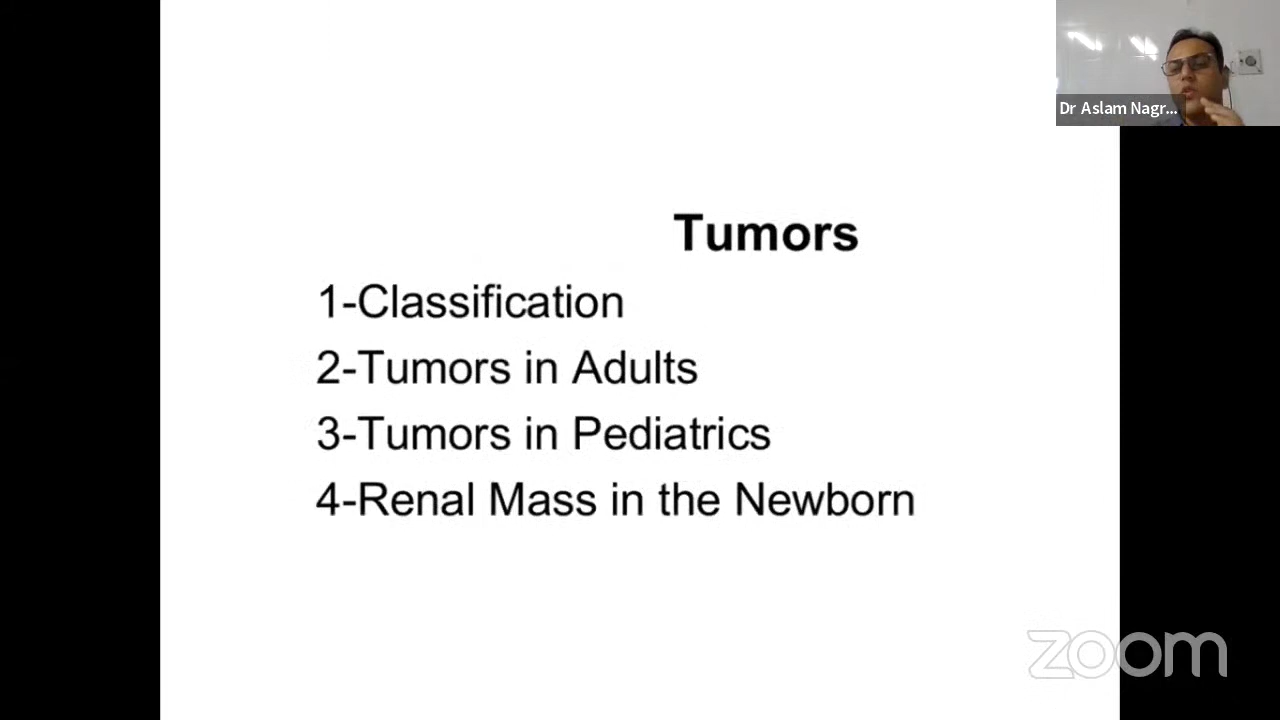 Dr Aslam Nagr...
Tumors
1-Classification
2-Tumors in Adults
3-Tumors in Pediatrics
4-Renal Mass in the Newborn
zoom